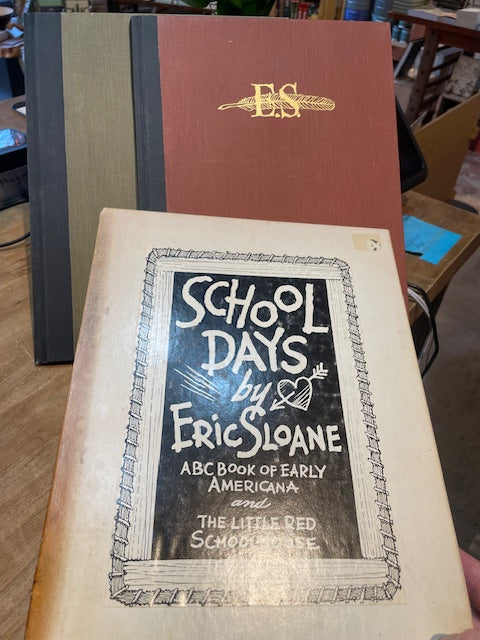 E.S.
SCHOOL
DAYS
by
ERIC SLOANE
ABC BOOK OF EARLY
AMERICANA
and
THE LITTLE RED
SCHOOLHOUSE